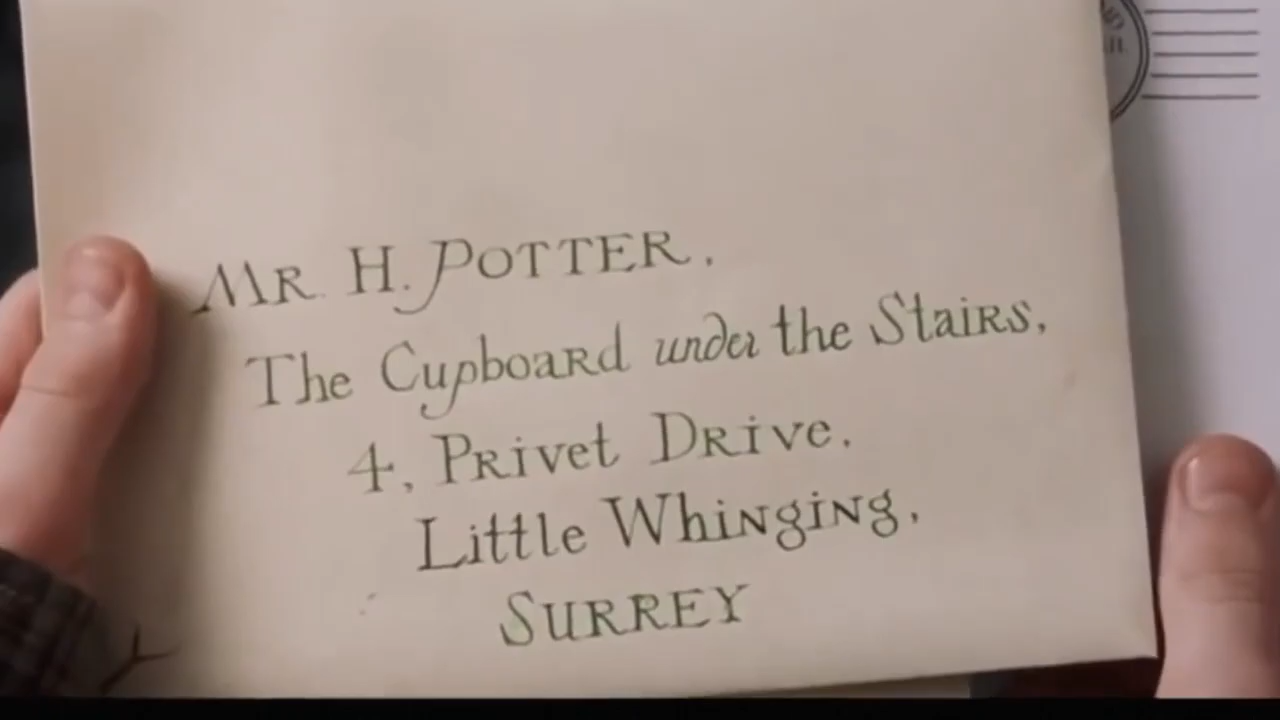 Mr. H. Potter,
The Cupboard under the Stairs,
4, Privet Drive,
Little Whinging,
SURREY